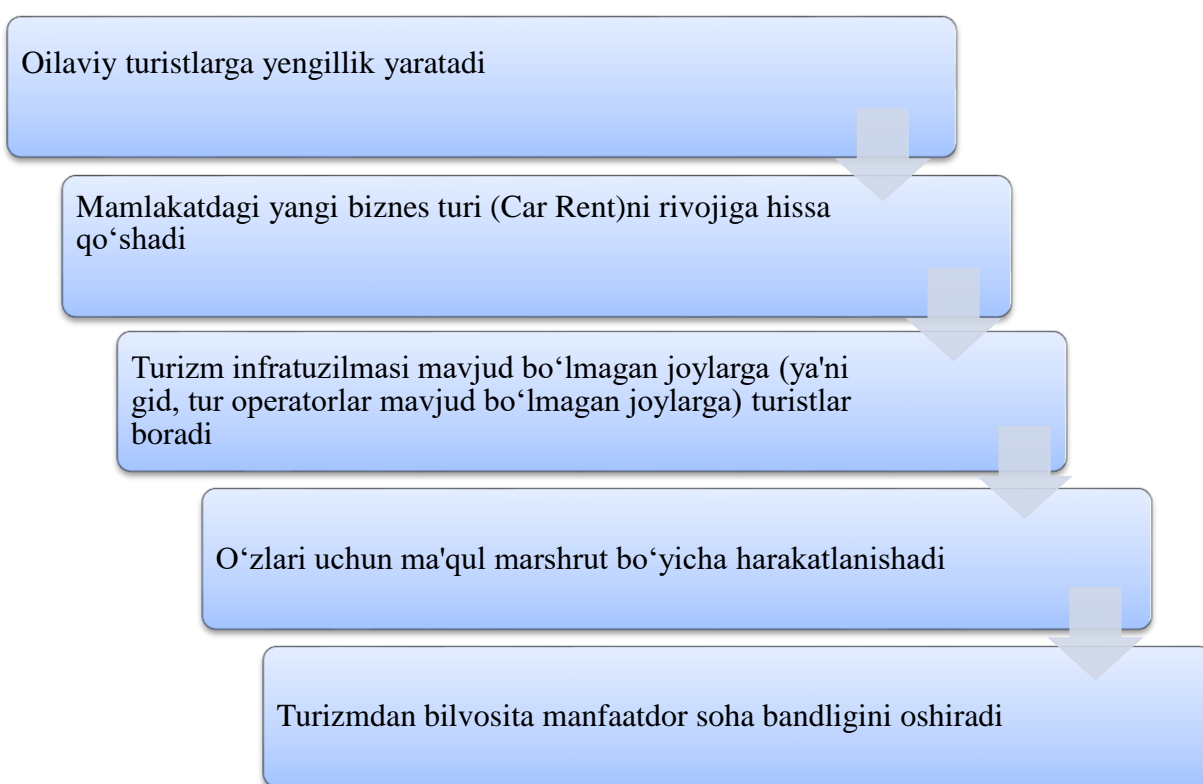 Oilaviy turistlarga yengillik yaratadi
Mamlakatdagi yangi biznes turi (Car Rent)ni rivojiga hissa
qo‘shadi
Turizm infratuzilmasi mavjud bo‘lmagan joylarga (ya'ni
gid, tur operatorlar mavjud bo‘lmagan joylarga) turistlar
boradi
O‘zlari uchun ma'qul marshrut bo‘yicha harakatlanishadi
Turizmdan bilvosita manfaatdor soha bandligini oshiradi